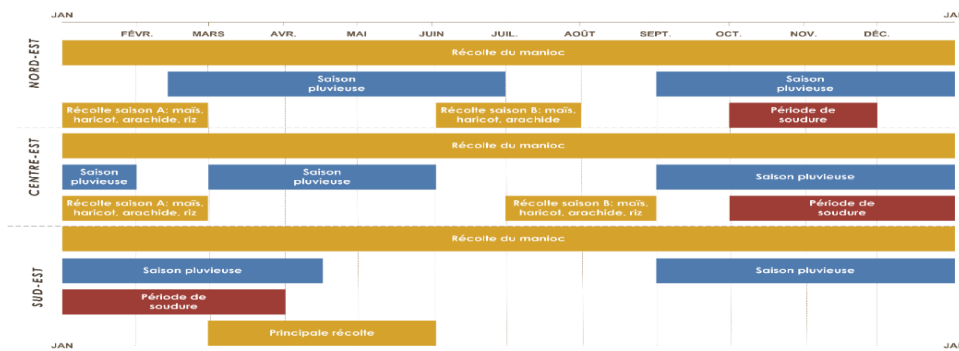 JAN JAN
FÉVR. MARS AVR. MAI JUIN JUIL. AOÛT SEPT. OCT. NOV. DÉC.
NORD-EST
Récolte du manioc
Saison
pluvieuse
Saison
pluvieuse
Récolte saison A: maïs,
haricot, arachide, riz
Récolte saison B: maïs,
haricot, arachide
Période de
soudure
CENTRE-EST
Récolte du manioc
Saison
pluvieuse
Saison
pluvieuse
Saison pluvieuse
Récolte saison A: maïs,
haricot, arachide, riz
Récolte saison B: maïs,
haricot, arachide, riz
Période de
soudure
SUD-EST
Récolte du manioc
Saison pluvieuse
Saison pluvieuse
Période de
soudure
Principale récolte
JAN JAN